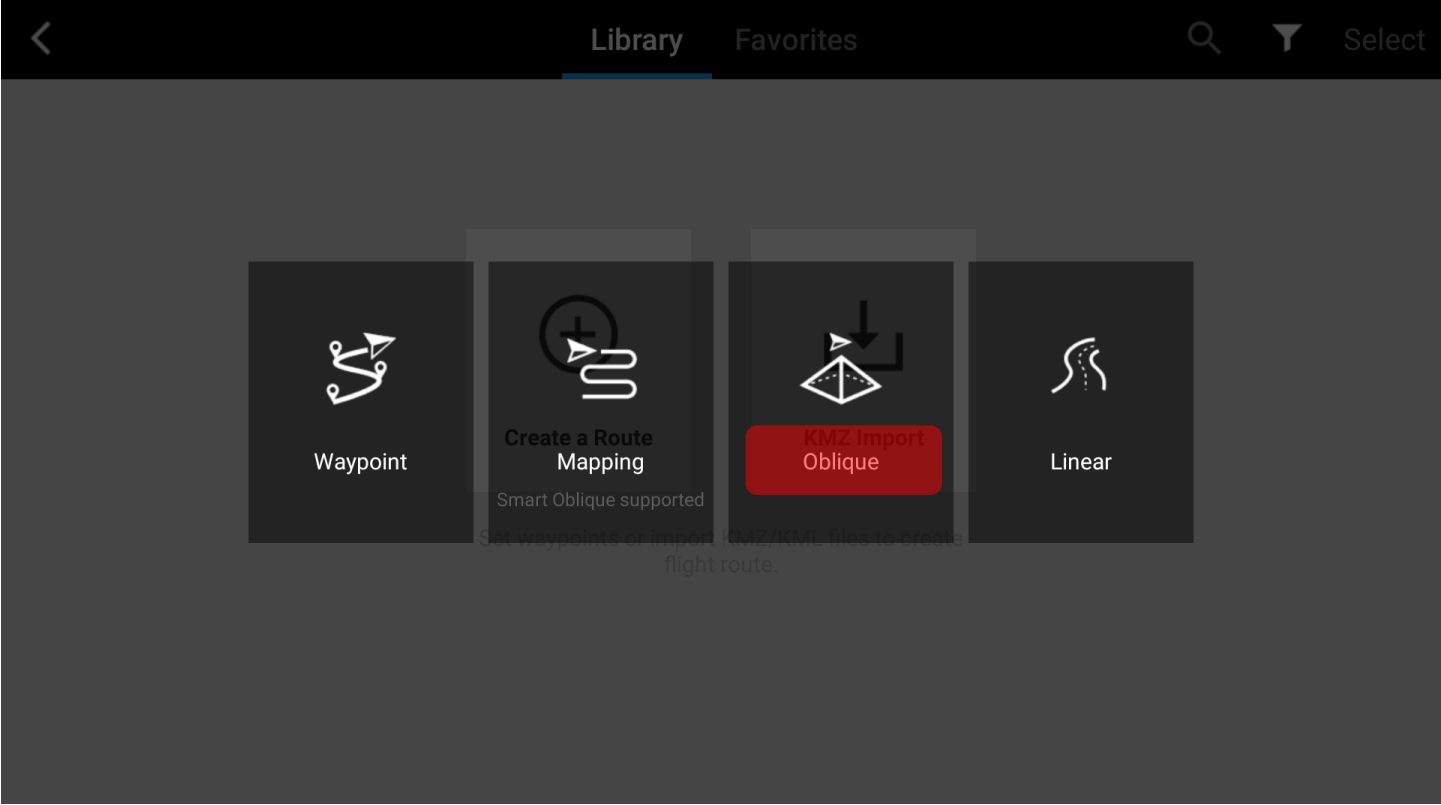 Library
Favorites
Select
Create a Route
KMZ Import
Waypoint
Mapping
Oblique
Linear
Smart Oblique supported
Set waypoints or import KMZ/KML files to create
flight route.